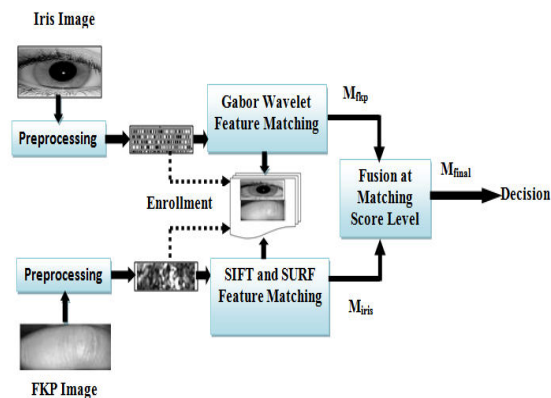 Iris Image
Preprocessing
Gabor Wavelet
Feature Matching
Mfkp
Enrollment
Fusion at
Matching
Score Level
Mfinal
Decision
Preprocessing
SIFT and SURF
Feature Matching
Miris
FKP Image